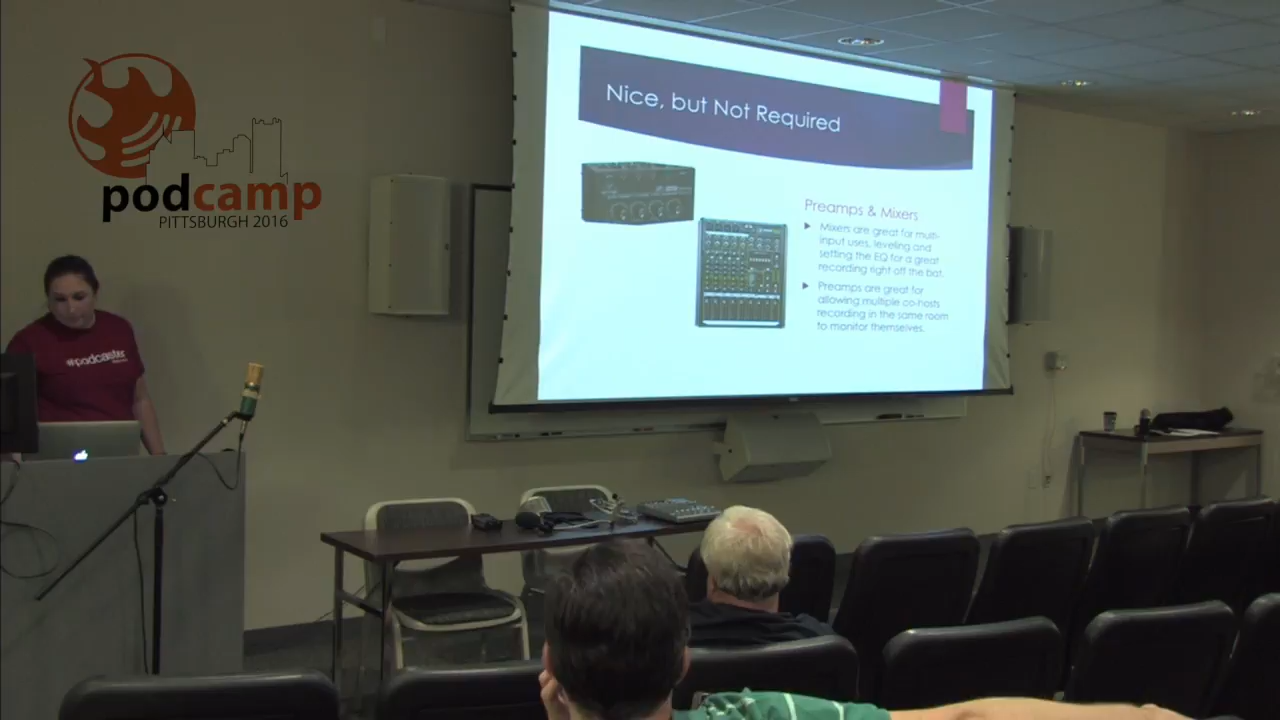 podcamp
PITTSBURGH 2016
#podcaster
Nice, but Not Required
Preamps & Mixers
Mixers are great for multi-
input uses, leveling and
setting the EQ for a great
recording right off the bat.
Preamps are great for
allowing multiple co-hosts
recording in the same room
to monitor themselves.